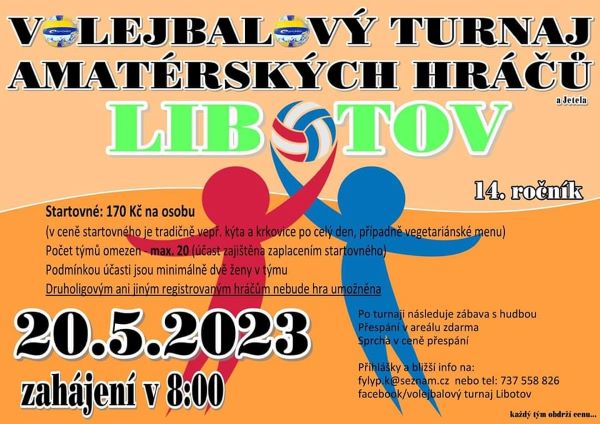 VOLEJBALOVÝ TURNAJ
AMATÉRSKÝCH HRÁČŮ
a Jetela
LIBOTOV
14. ročník
Startovné: 170 Kč na osobu
(v ceně startovného je tradičně vepř. kýta a krkovice po celý den, případně vegetariánské menu)
Počet týmů omezen - max. 20 (účast zajištěna zaplacením startovného)
Podmínkou účasti jsou minimálně dvě ženy v týmu
Druholigovým ani jiným registrovaným hráčům nebude hra umožněna
20.5.2023
zahájení v 8:00
Po turnaji následuje zábava s hudbou
Přespání v areálu zdarma
Sprcha v ceně přespání
Přihlášky a bližší info na:
fylyp.k@seznam.cz nebo tel: 737 558 826
facebook/volejbalový turnaj Libotov
každý tým obdrží cenu...